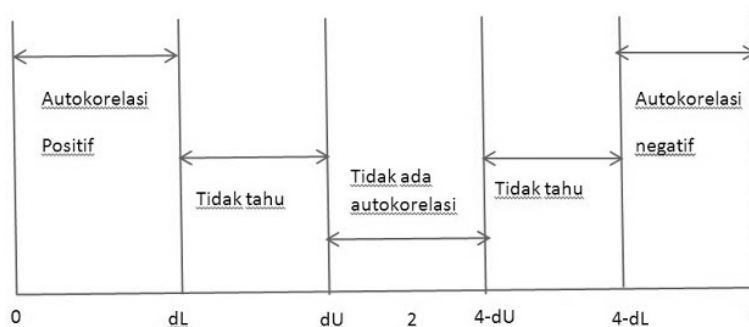 Autokorelasi
Positif
Tidak tahu
Tidak ada
autokorelasi
Tidak tahu
Autokorelasi
negatif
0 dL dU 2 4-dU 4-dL